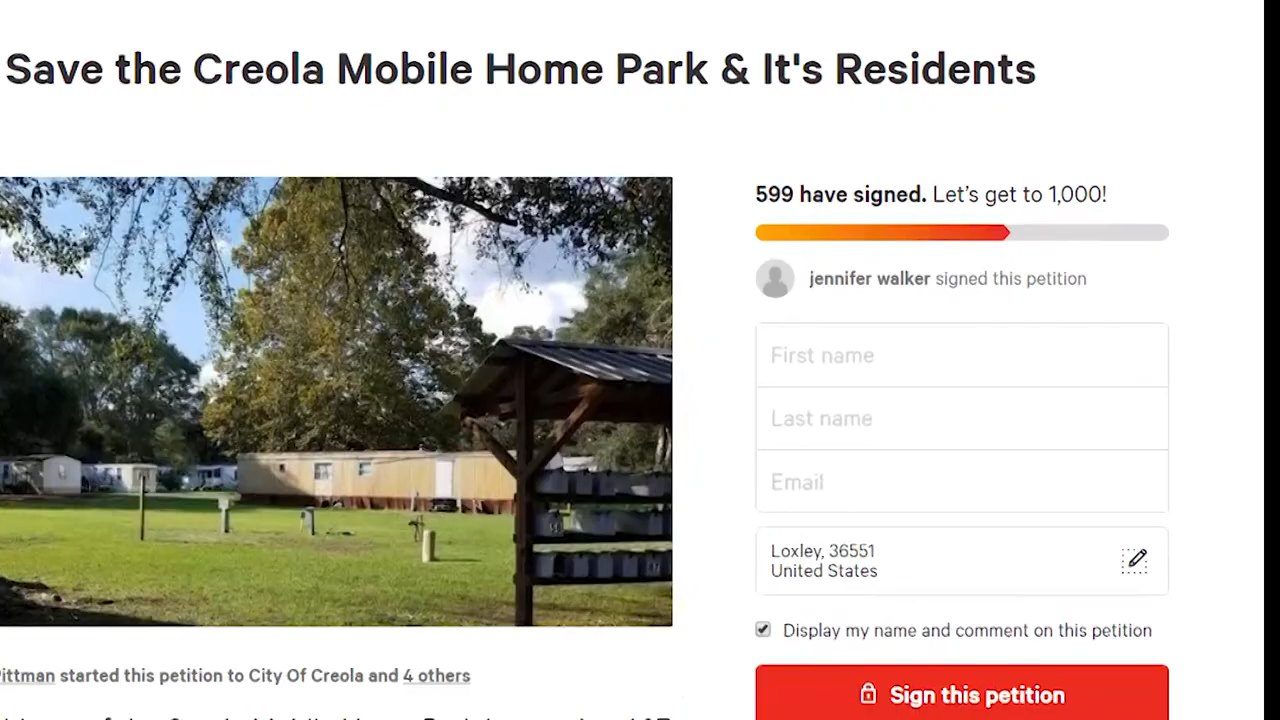 Save the Creola Mobile Home Park & It's Residents
599 have signed. Let's get to 1,000!
jennifer walker signed this petition
First name
Last name
Email
Loxley, 36551
United States
Display my name and comment on this petition
Sign this petition
ittman started this petition to City Of Creola and 4 others